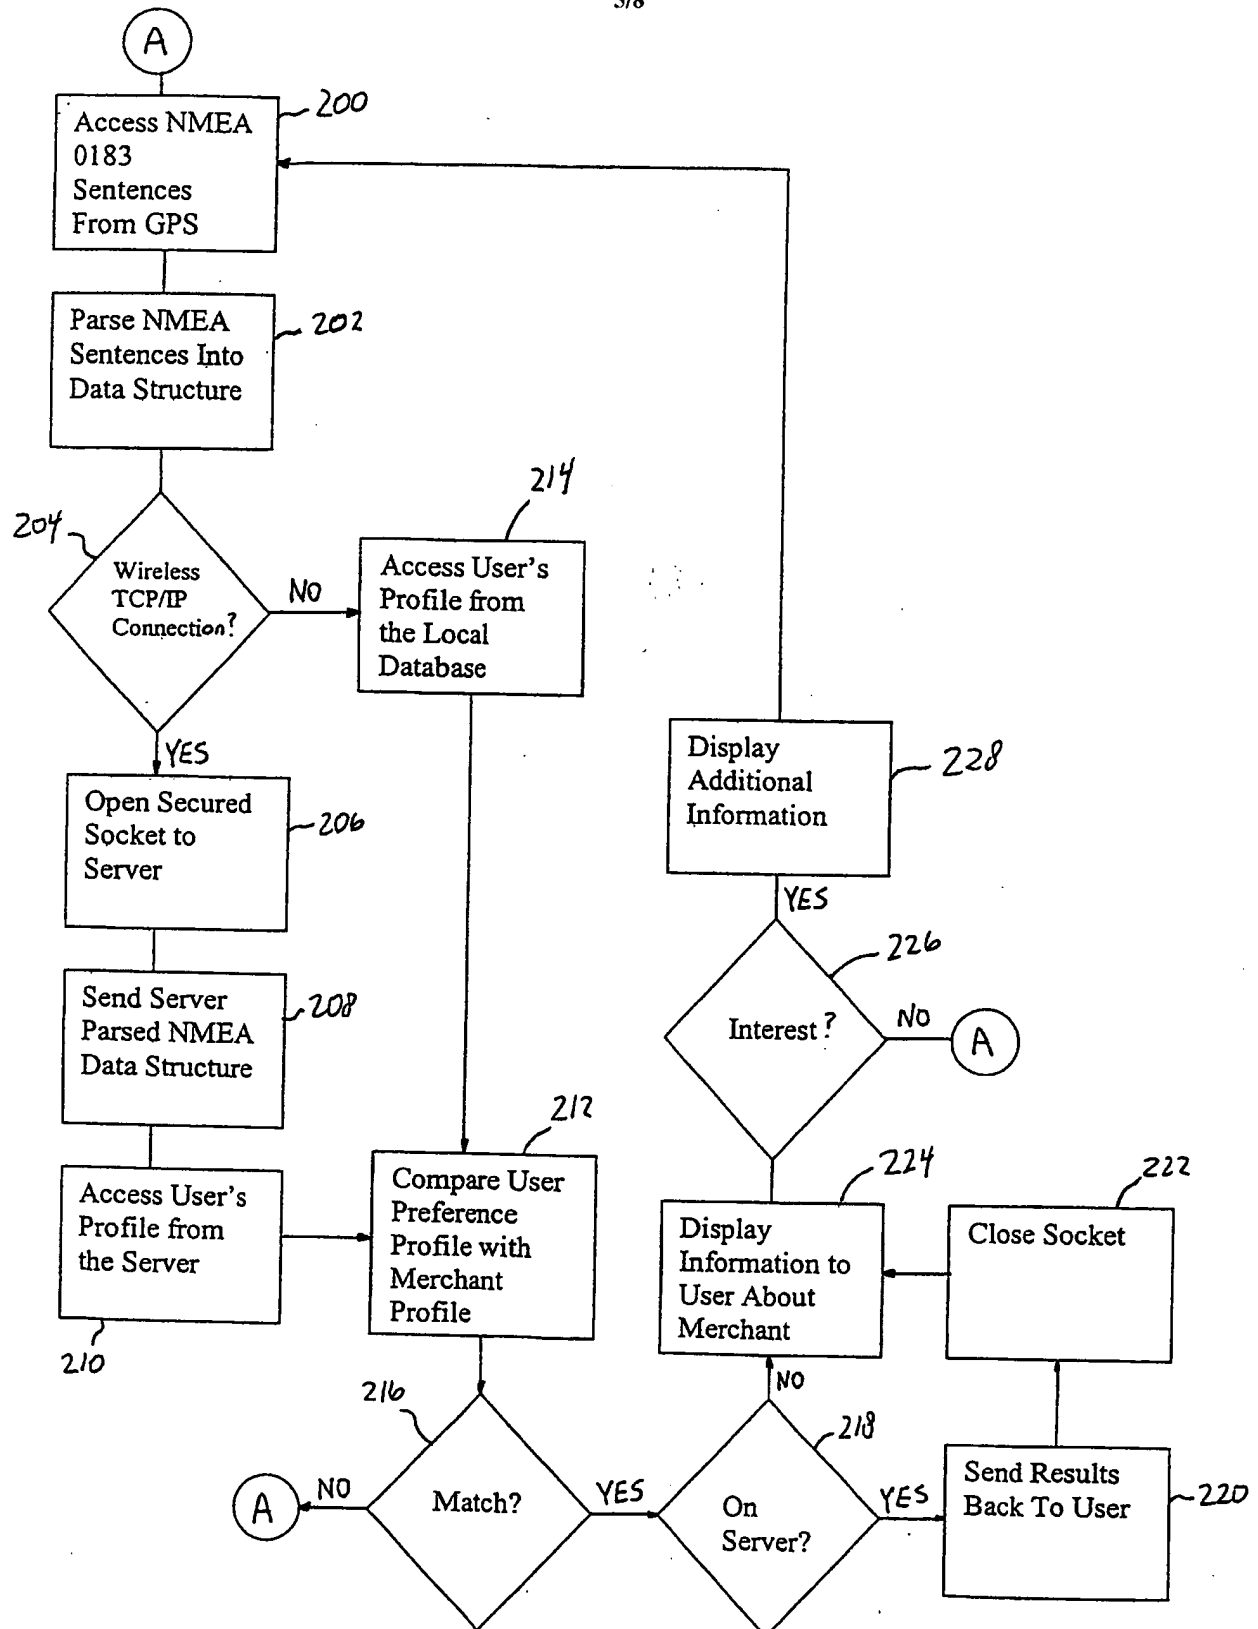 A
Access NMEA
0183
Sentences
From GPS
200
Parse NMEA
Sentences Into
Data Structure
202
204
Wireless
TCP/IP
Connection?
NO
214
Access User's
Profile from
the Local
Database
YES
Open Secured
Socket to
Server
206
Send Server
Parsed NMEA
Data Structure
208
Access User's
Profile from
the Server
210
212
Compare User
Preference
Profile with
Merchant
Profile
216
Match?
NO
A
YES
218
On
Server?
YES
Send Results
Back To User
220
222
Close Socket
NO
224
Display
Information to
User About
Merchant
226
Interest?
NO
A
YES
Display
Additional
Information
228